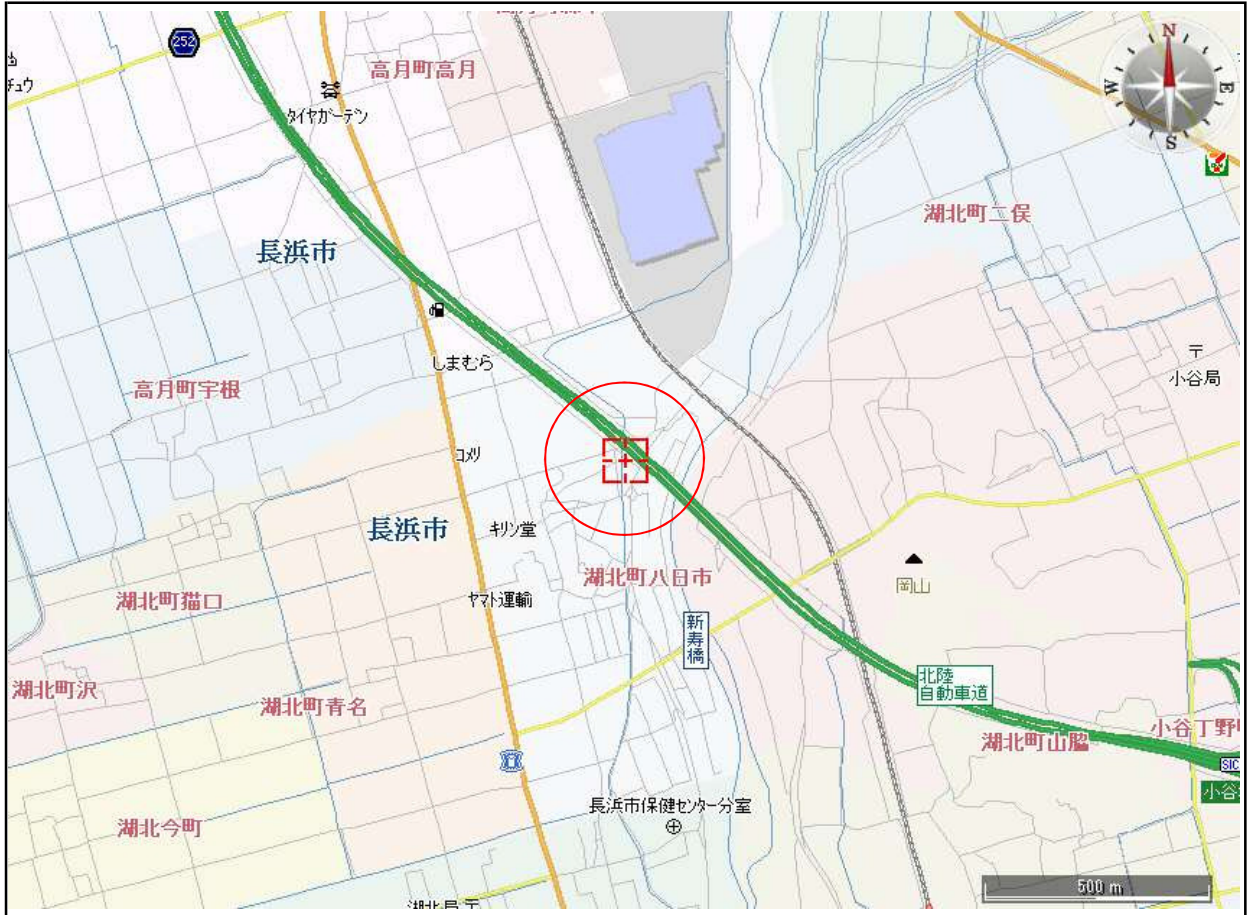 252
チュウ
高月町高月
タイヤガーデン
N
W
E
S
湖北町二俣
長浜市
しまむら
〒
小谷局
高月町宇根
コメリ
長浜市
キリン堂
湖北町八日市
岡山
湖北町猫口
ヤマト運輸
新寿橋
湖北町沢
湖北町青名
北陸
自動車道
小谷丁野
湖北町山脇
SIC
小谷
長浜市保健センター分室
湖北今町
500 m